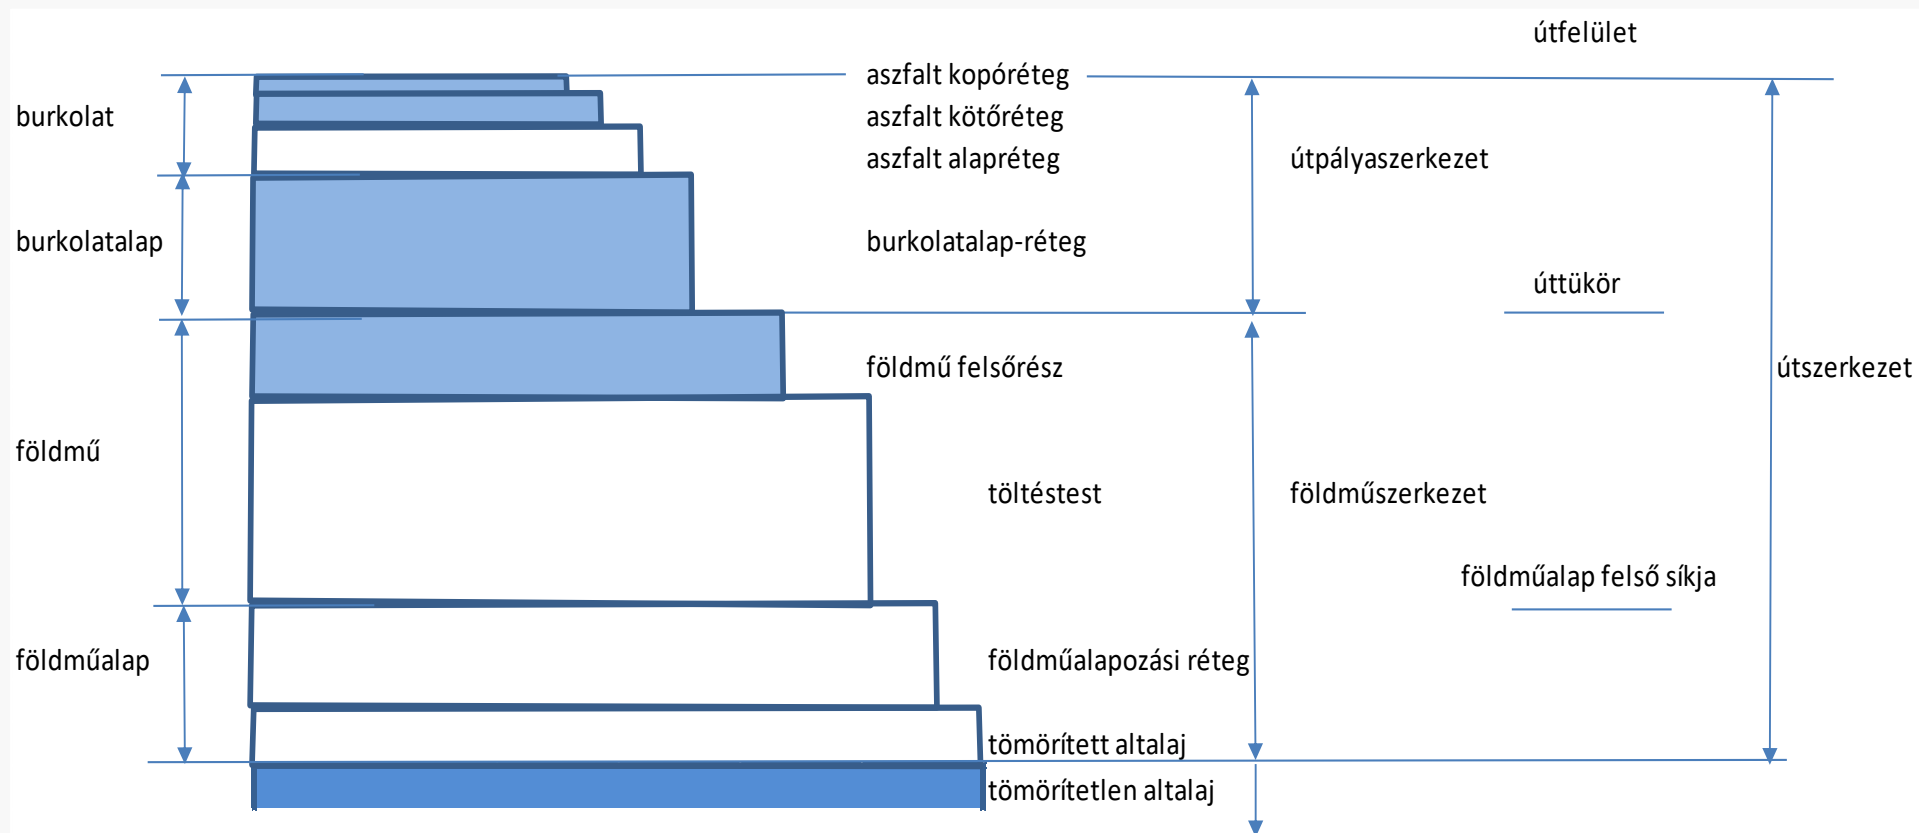 útfelület
aszfalt kopóréteg
burkolat
aszfalt kötőréteg
aszfalt alapréteg
útpályaszerkezet
burkolatalap
burkolatalap-réteg
úttükör
földmű felsőrész
útszerkezet
földmű
töltéstest
földműszerkezet
földműalap felső síkja
földműalap
földműalapozási réteg
tömörített altalaj
tömörítetlen altalaj